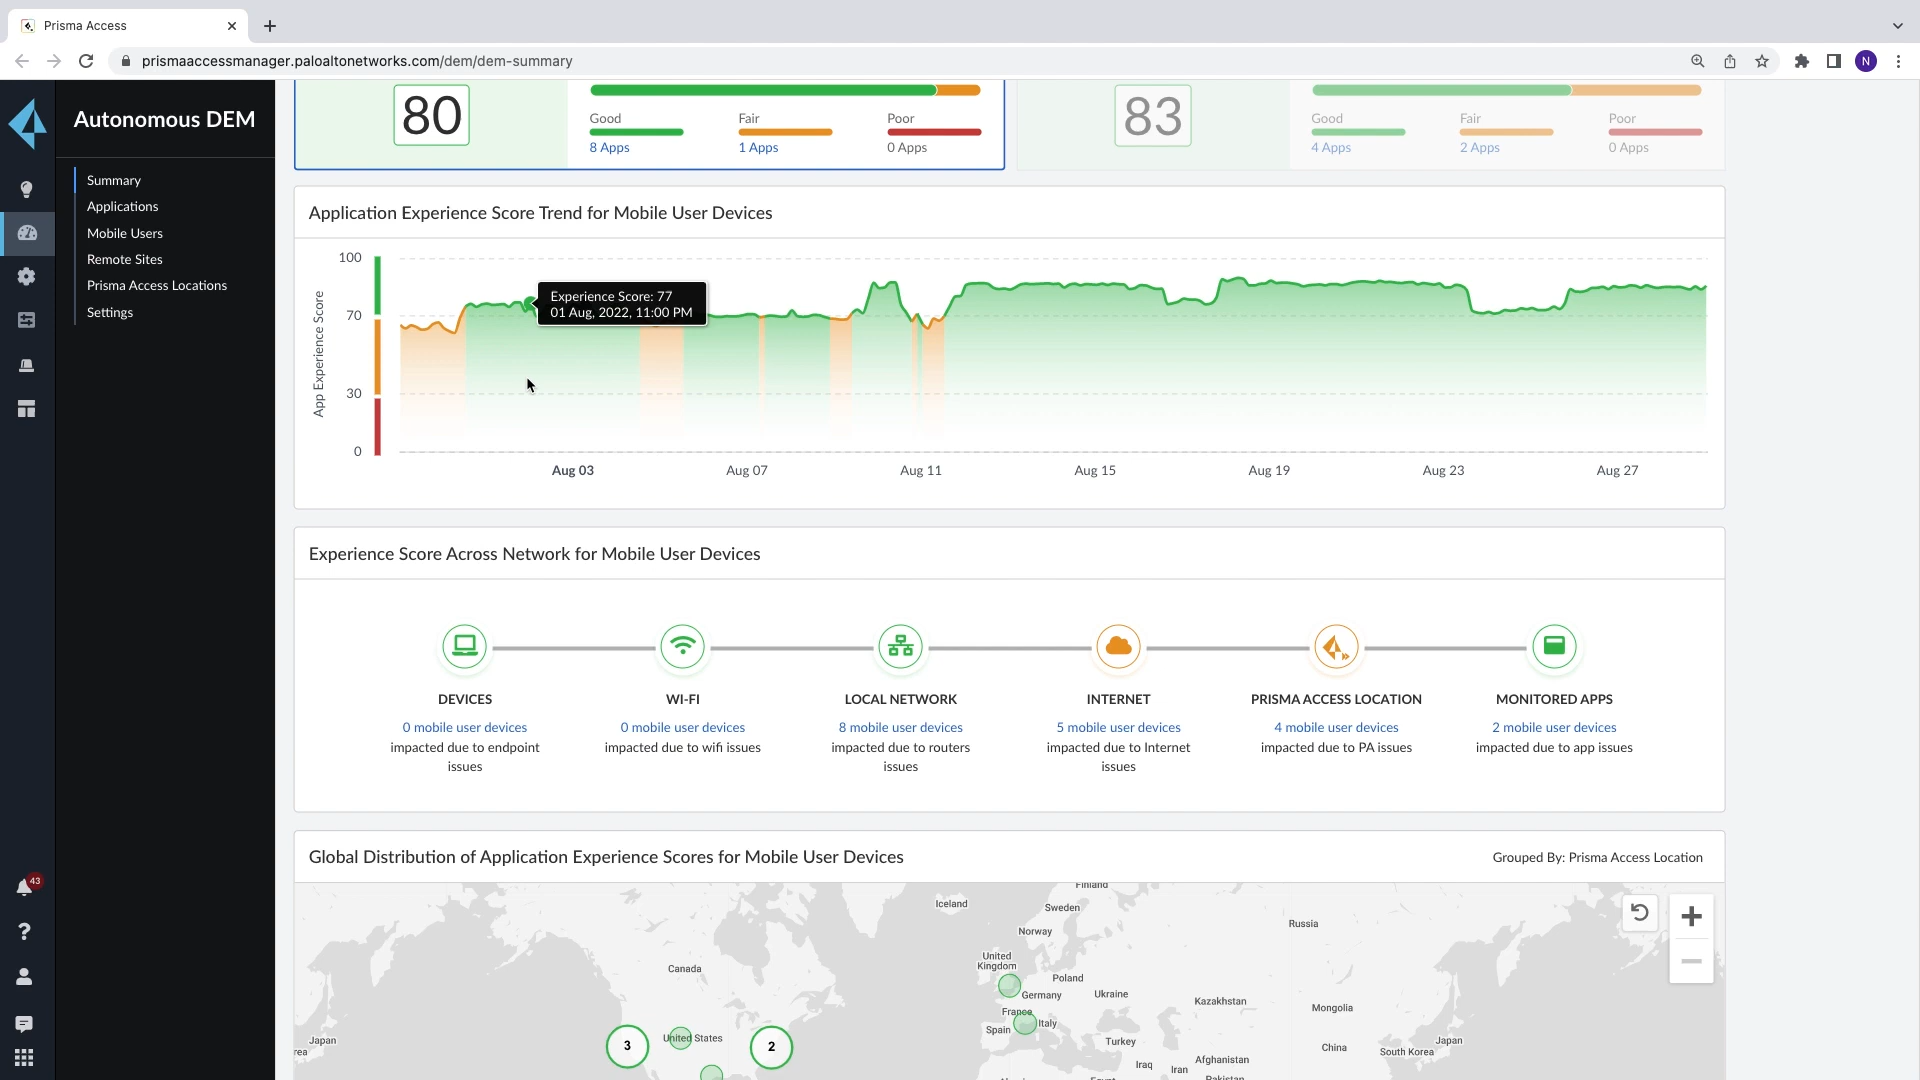 Prisma Access
prismaaccessmanager.paloaltonetworks.com/dem/dem-summary
N
Autonomous DEM
Summary
Applications
Mobile Users
Remote Sites
Prisma Access Locations
Settings
43
80
Good
Fair
Poor
8 Apps
1 Apps
0 Apps
83
Good
Fair
Poor
4 Apps
2 Apps
0 Apps
Application Experience Score Trend for Mobile User Devices
App Experience Score
100
70
30
0
Experience Score: 77
01 Aug, 2022, 11:00 PM
Aug 03
Aug 07
Aug 11
Aug 15
Aug 19
Aug 23
Aug 27
Experience Score Across Network for Mobile User Devices
DEVICES
0 mobile user devices
impacted due to endpoint
issues
WI-FI
0 mobile user devices
impacted due to wifi issues
LOCAL NETWORK
8 mobile user devices
impacted due to routers
issues
INTERNET
5 mobile user devices
impacted due to Internet
issues
PRISMA ACCESS LOCATION
4 mobile user devices
impacted due to PA issues
MONITORED APPS
2 mobile user devices
impacted due to app issues
Global Distribution of Application Experience Scores for Mobile User Devices
Grouped By: Prisma Access Location
Finland
Iceland
Sweden
Russia
Norway
United
Kingdom
Canada
Poland
Germany
Ukraine
Kazakhstan
Mongolia
France
Spain
Italy
Japan
rea
3
United States
2
Turkey
China
South Korea
Japan
Iraq
Iran
Afghanistan